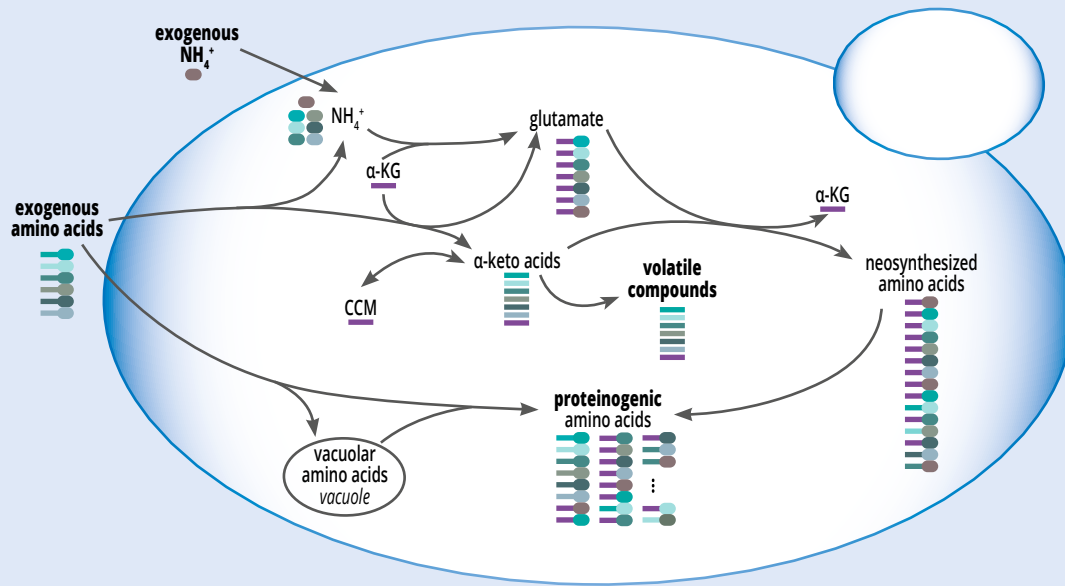 exogenous
NH₄⁺
NH₄⁺
glutamate
α-KG
α-KG
exogenous
amino acids
α-keto acids
volatile
compounds
neosynthesized
amino acids
CCM
proteinogenic
amino acids
vacuolar
amino acids
vacuole
⋮